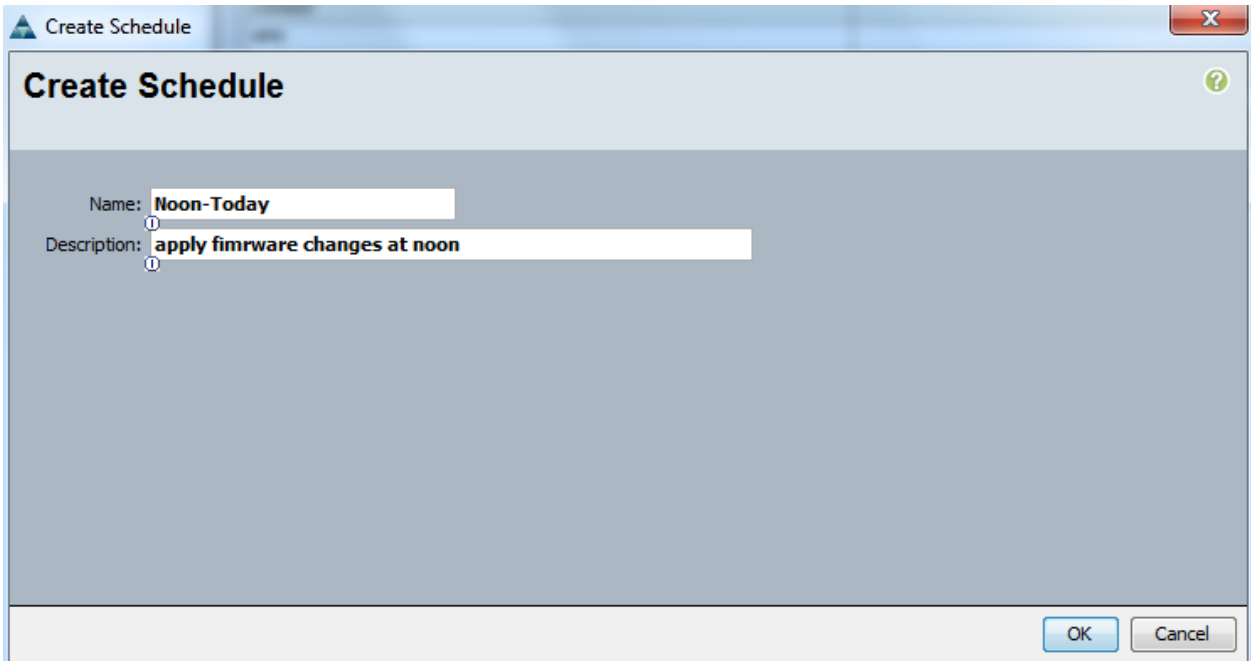 Create Schedule
Create Schedule
Name: Noon-Today
Description: apply fimrware changes at noon
OK Cancel